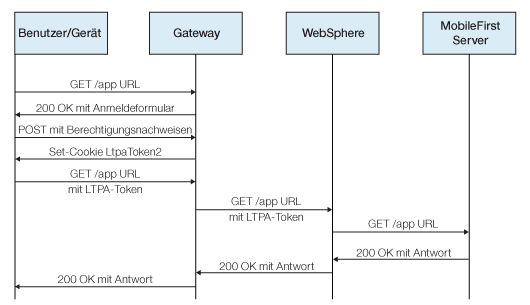 Benutzer/Gerät
Gateway
WebSphere
MobileFirst
Server
GET /app URL
200 OK mit Anmeldeformular
POST mit Berechtigungsnachweisen
Set-Cookie LtpaToken2
GET /app URL
mit LTPA-Token
GET /app URL
mit LTPA-Token
GET /app URL
200 OK mit Antwort
200 OK mit Antwort
200 OK mit Antwort